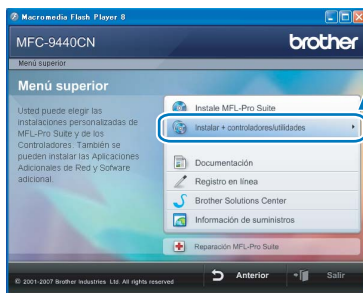 Macromedia Flash Player 8
MFC-9440CN
brother
Menú superior
Menú superior
Usted puede elegir las
instalaciones personalizadas de
MFL-Pro Suite y de los
Controladores. También se
pueden instalar las Aplicaciones
Adicionales de Red y Sofware
adicional.
Instale MFL-Pro Suite
Instalar + controladores/utilidades
Documentación
Registro en línea
Brother Solutions Center
Información de suministros
Reparación MFL-Pro Suite
© 2001-2007 Brother Industries Ltd. All rights reserved
Anterior
Salir